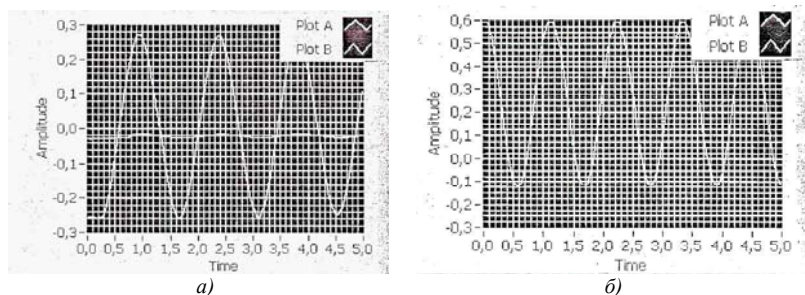 Plot A
Plot B
Amplitude
0,3
0,2
0,1
0,0
-0,1
-0,2
-0,3
0,0 0,5 1,0 1,5 2,0 2,5 3,0 3,5 4,0 4,5 5,0
Time
а)
Plot A
Plot B
Amplitude
0,6
0,5
0,4
0,3
0,2
0,1
0,0
-0,1
-0,2
-0,3
0,0 0,5 1,0 1,5 2,0 2,5 3,0 3,5 4,0 4,5 5,0
Time
б)